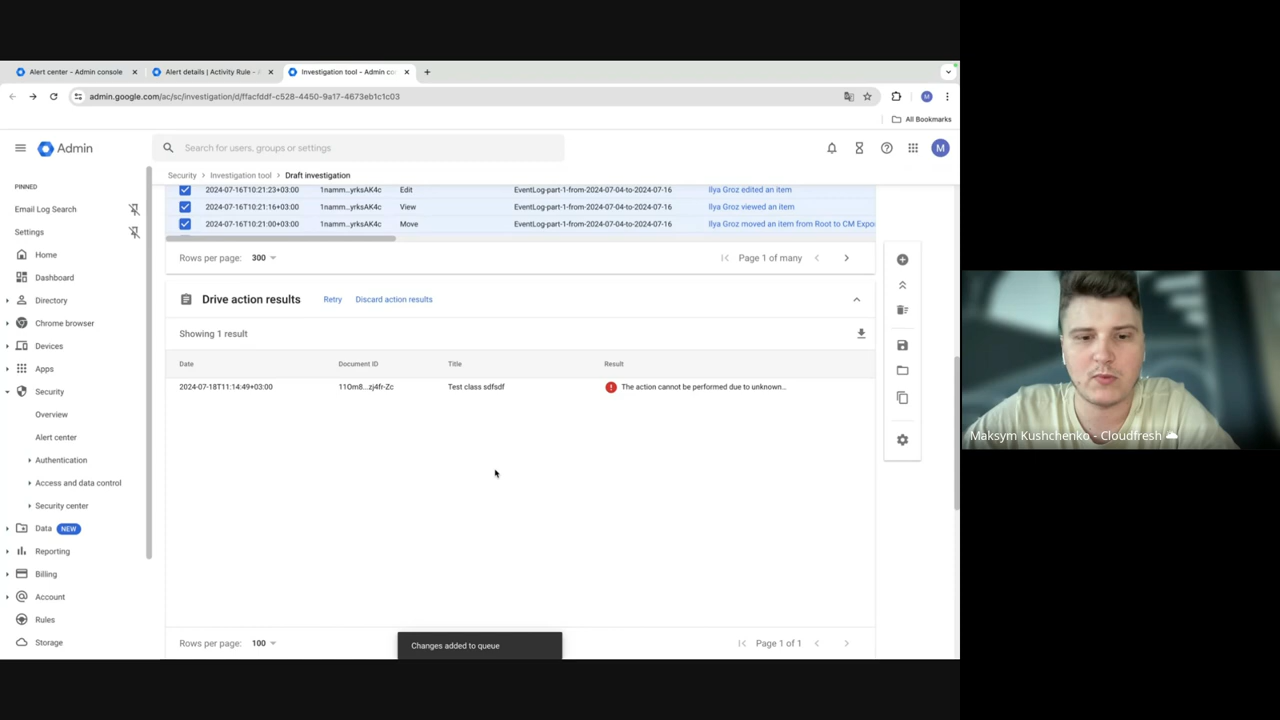 Alert center - Admin console
Alert details | Activity Rule -
Investigation tool - Admin co
admin.google.com/ac/sc/investigation/d/ffacfddf-c528-4450-9a17-4673eb1c1c03
All Bookmarks
Admin
Search for users, groups or settings
M
M
Security > Investigation tool > Draft investigation
PINNED
Email Log Search
Settings
Home
Dashboard
Directory
Chrome browser
Devices
Apps
Security
Overview
Alert center
Authentication
Access and data control
Security center
Data NEW
Reporting
Billing
Account
Rules
Storage
2024-07-16T10:21:23+03:00 1namm...yrksAK4c Edit EventLog-part-1-from-2024-07-04-to-2024-07-16 Ilya Groz edited an item
2024-07-16T10:21:16+03:00 1namm...yrksAK4c View EventLog-part-1-from-2024-07-04-to-2024-07-16 Ilya Groz viewed an item
2024-07-16T10:21:00+03:00 1namm...yrksAK4c Move EventLog-part-1-from-2024-07-04-to-2024-07-16 Ilya Groz moved an item from Root to CM Expo
Rows per page: 300 Page 1 of many
Drive action results Retry Discard action results
Showing 1 result
Date Document ID Title Result
2024-07-18T11:14:49+03:00 110m8...zj4fr-Zc Test class sdfsdf The action cannot be performed due to unknown...
Rows per page: 100 Page 1 of 1
Changes added to queue
Maksym Kushchenko - Cloudfresh